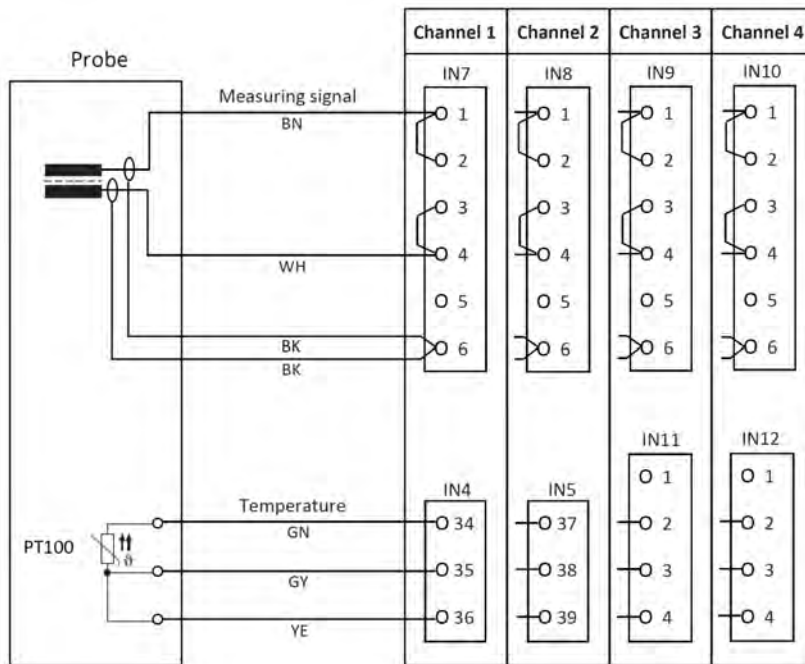 Channel 1 Channel 2 Channel 3 Channel 4
Probe
IN7 IN8 IN9 IN10
Measuring signal
BN
1 1 1 1
2 2 2 2
3 3 3 3
4 4 4 4
WH
5 5 5 5
BK
6 6 6 6
BK
IN11 IN12
1 1
IN4 IN5
Temperature
GN
34 37 2 2
PT100 ϑ
GY
35 38 3 3
YE
36 39 4 4